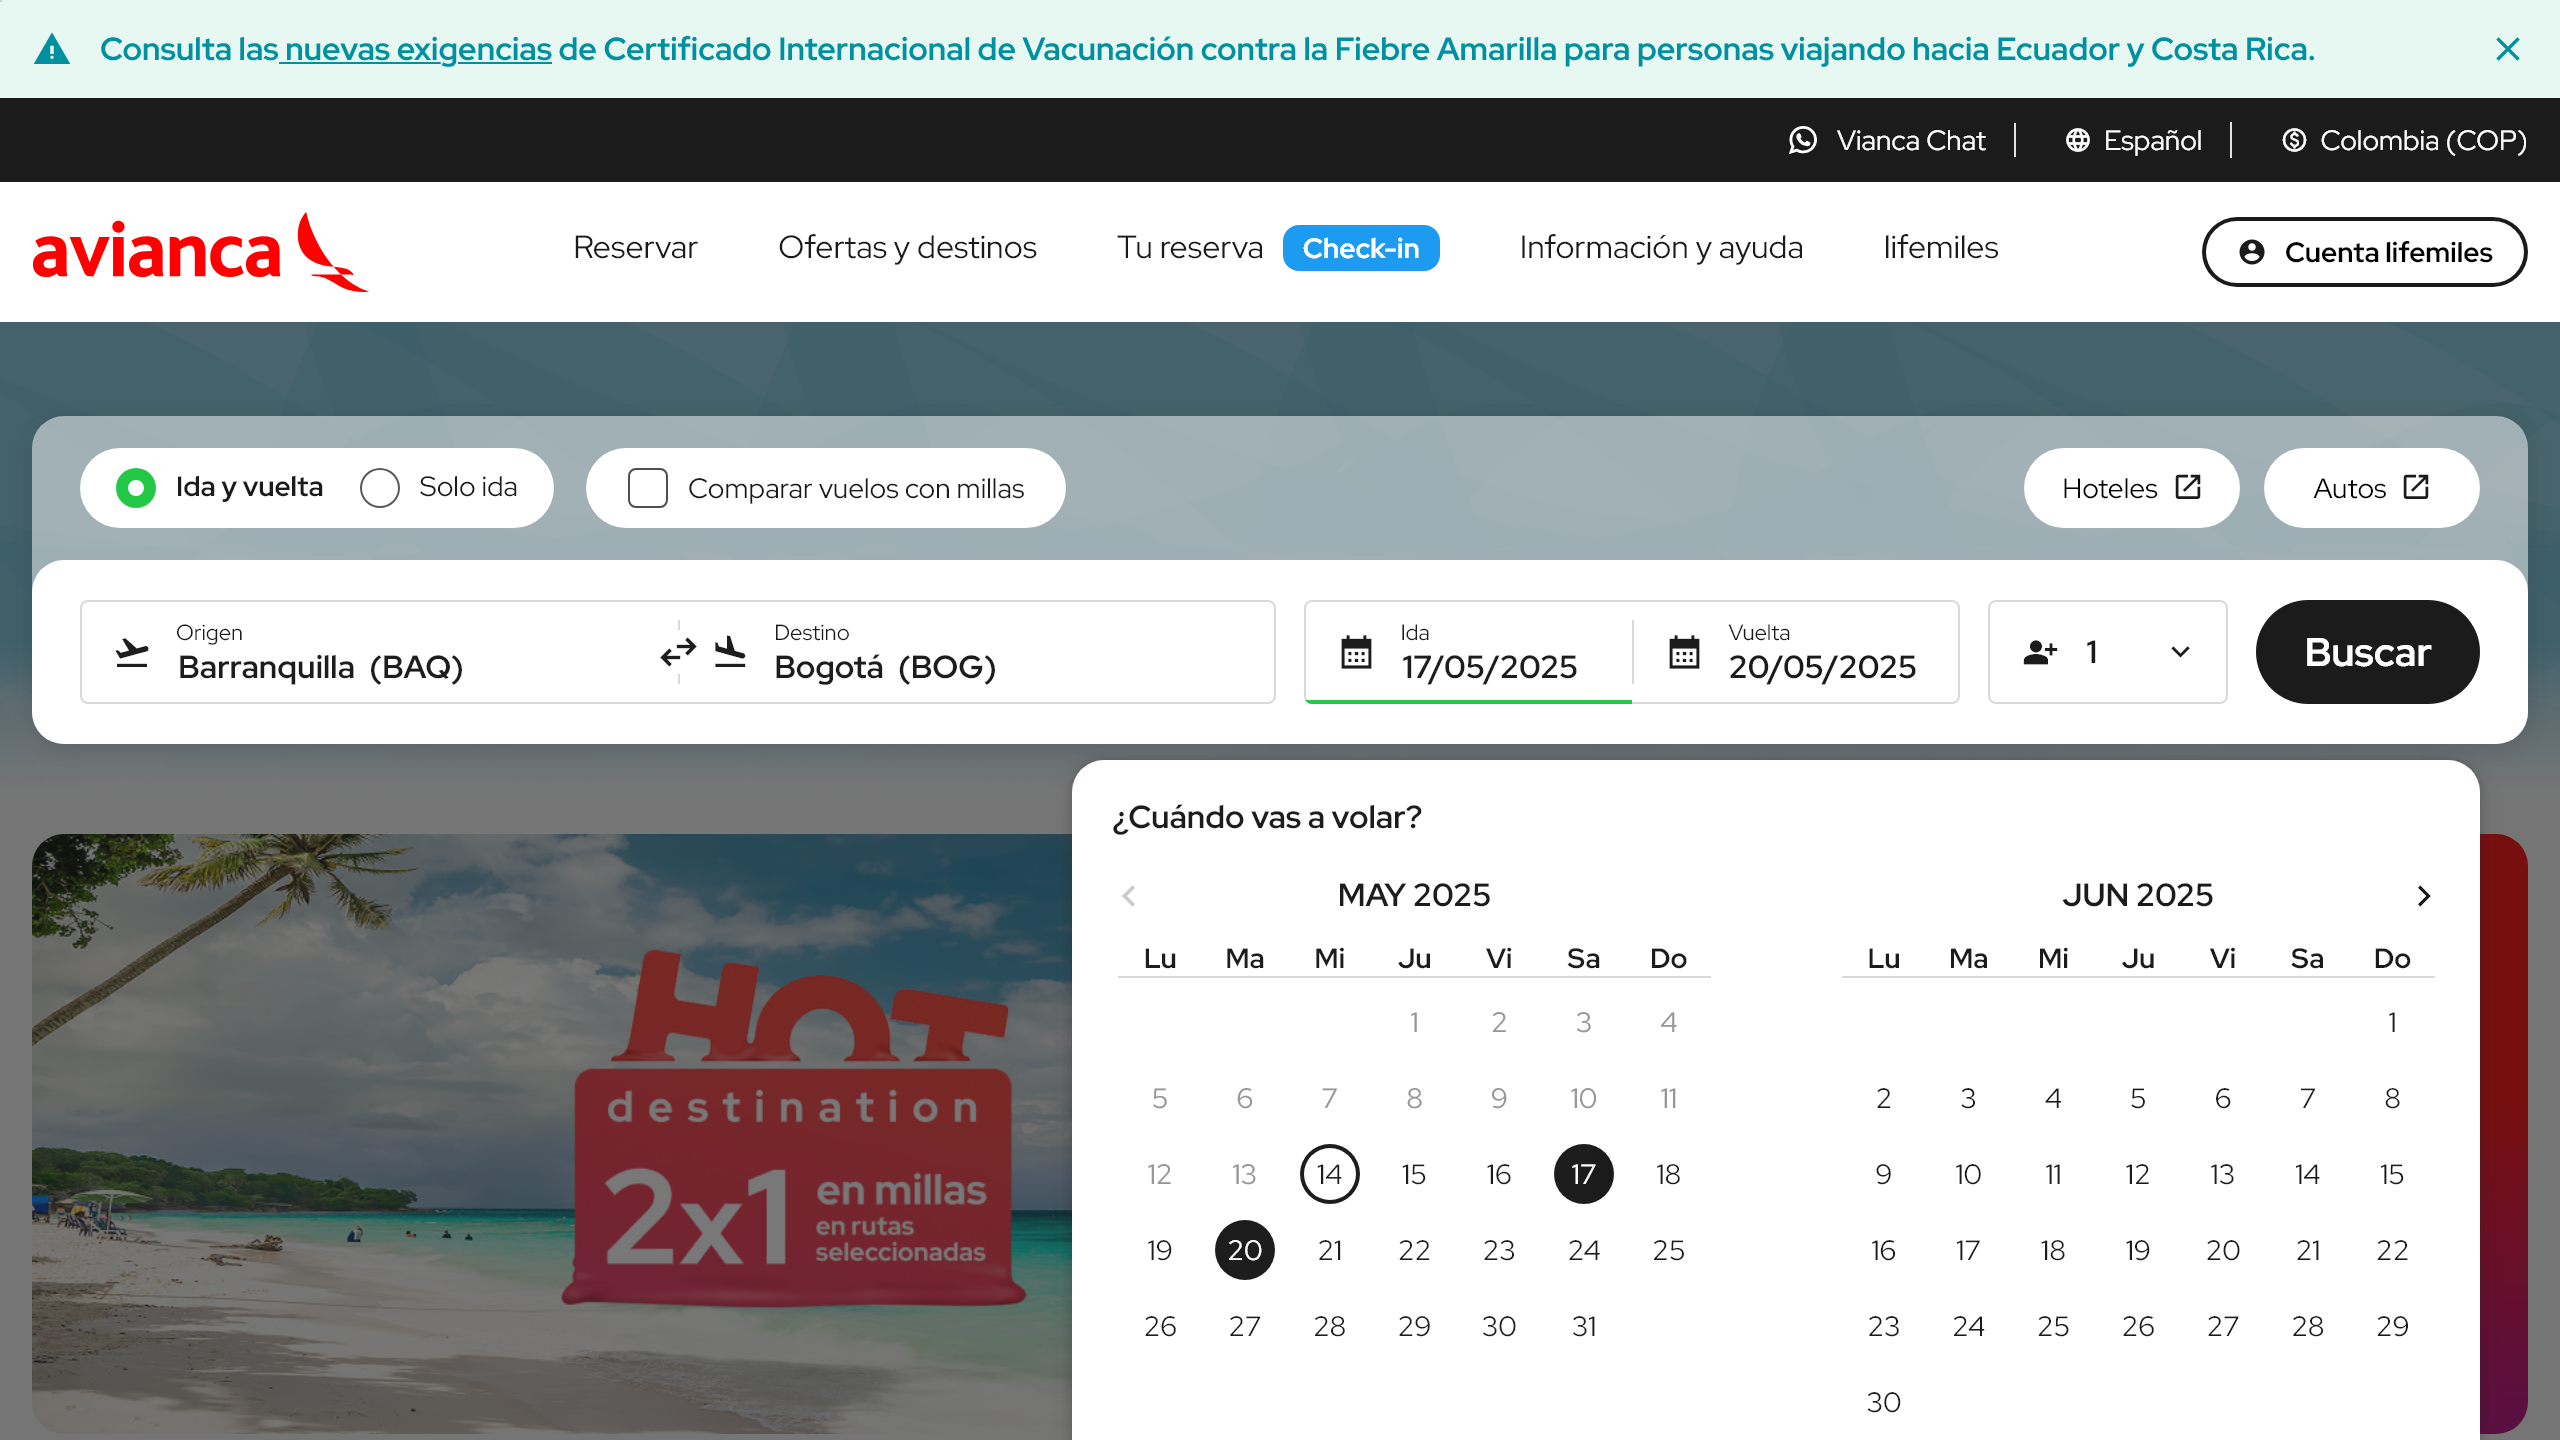 Consulta las nuevas exigencias de Certificado Internacional de Vacunación contra la Fiebre Amarilla para personas viajando hacia Ecuador y Costa Rica.
Vianca Chat
Español
Colombia (COP)
avianca
Reservar
Ofertas y destinos
Tu reserva
Check-in
Información y ayuda
lifemiles
Cuenta lifemiles
Ida y vuelta
Solo ida
Comparar vuelos con millas
Hoteles
Autos
Origen
Barranquilla (BAQ)
Destino
Bogotá (BOG)
Ida
17/05/2025
Vuelta
20/05/2025
1
Buscar
HOT
destination
2x1
en millas
en rutas
seleccionadas
¿Cuándo vas a volar?
MAY 2025
Lu Ma Mi Ju Vi Sa Do
1 2 3 4
5 6 7 8 9 10 11
12 13 14 15 16 17 18
19 20 21 22 23 24 25
26 27 28 29 30 31
JUN 2025
Lu Ma Mi Ju Vi Sa Do
1
2 3 4 5 6 7 8
9 10 11 12 13 14 15
16 17 18 19 20 21 22
23 24 25 26 27 28 29
30